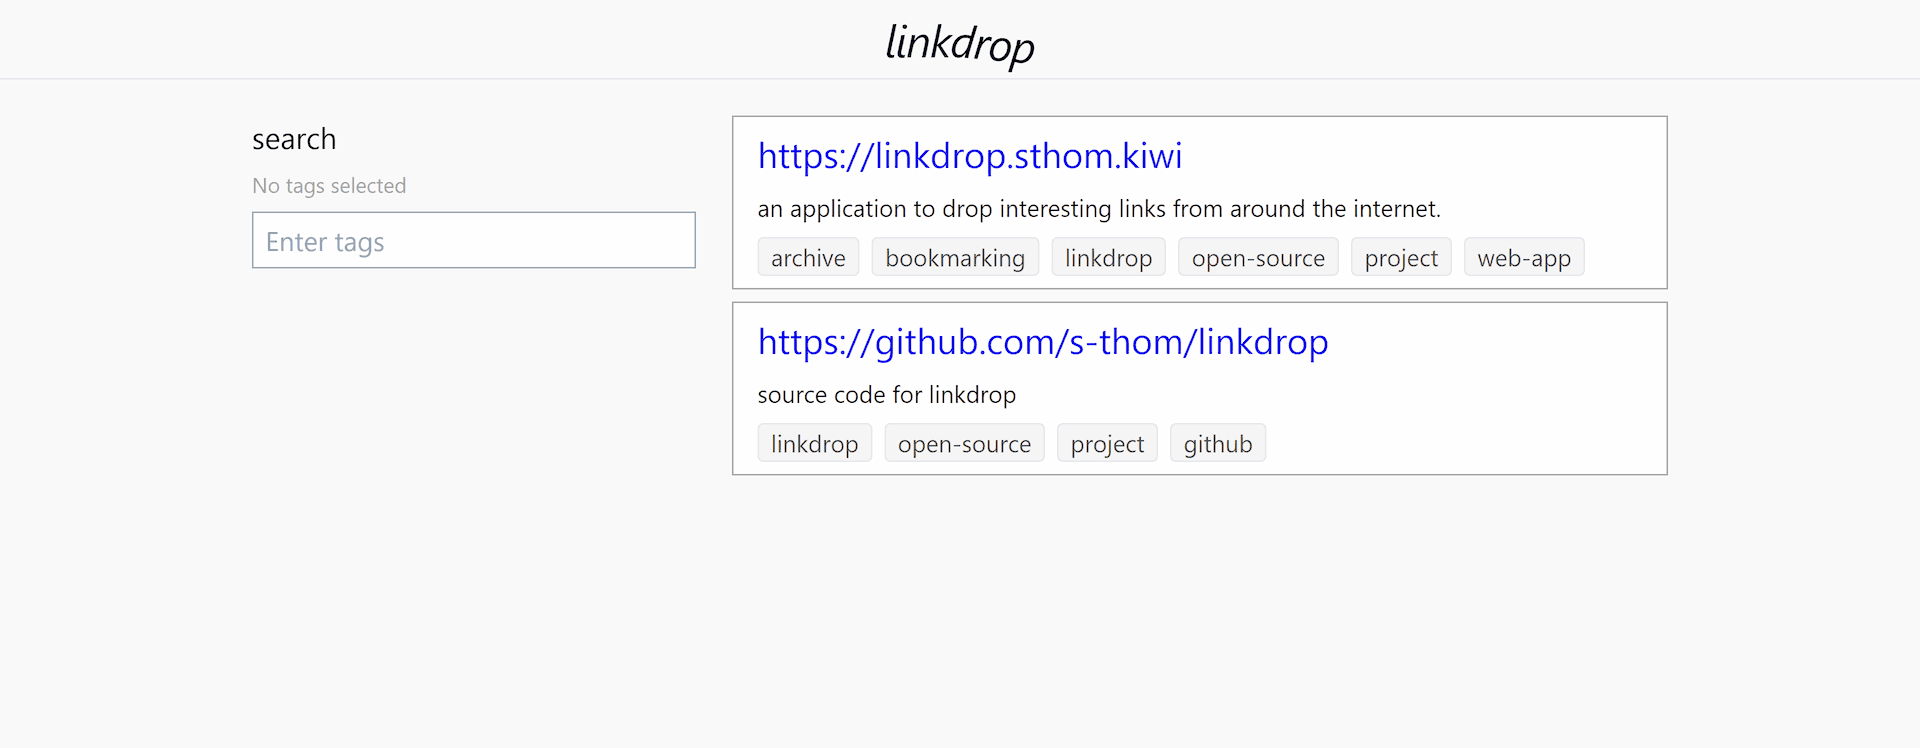 linkdrop
search
No tags selected
Enter tags
https://linkdrop.sthom.kiwi
an application to drop interesting links from around the internet.
archive bookmarking linkdrop open-source project web-app
https://github.com/s-thom/linkdrop
source code for linkdrop
linkdrop open-source project github